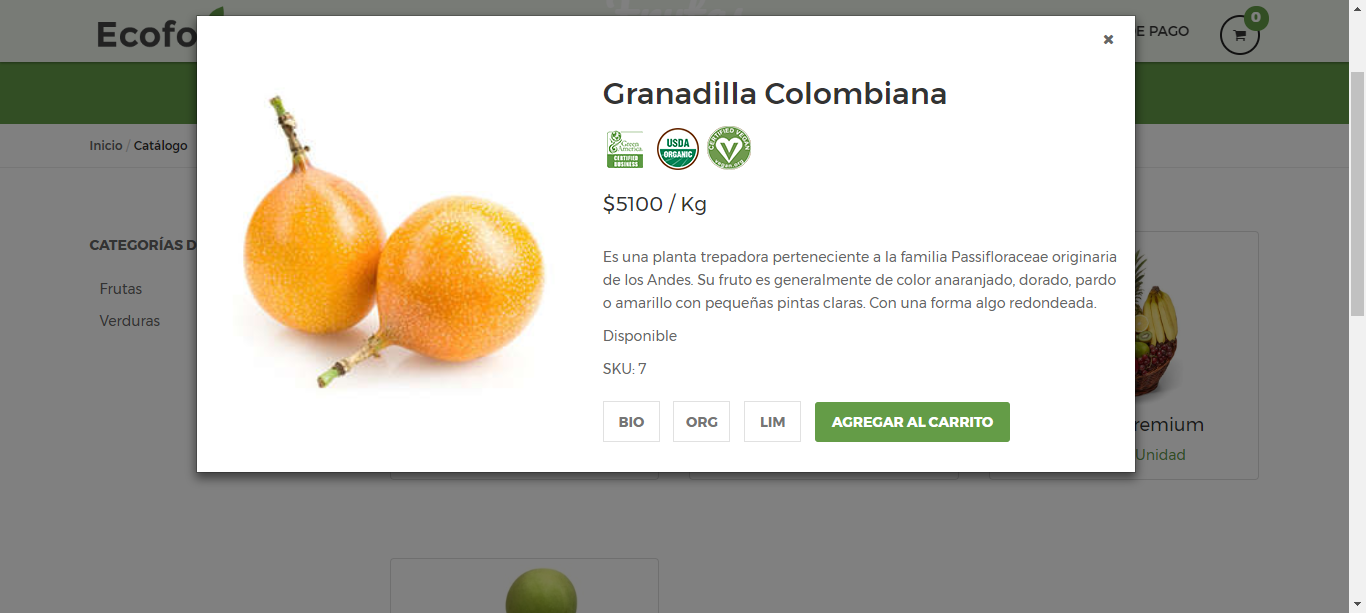 Ecofo
E PAGO
0
Inicio / Catálogo
CATEGORÍAS D
Frutas
Verduras
×
Granadilla Colombiana
Green America
CERTIFIED
BUSINESS
USDA
ORGANIC
CERTIFIED VEGAN
vegan.org
$5100 / Kg
Es una planta trepadora perteneciente a la familia Passifloraceae originaria
de los Andes. Su fruto es generalmente de color anaranjado, dorado, pardo
o amarillo con pequeñas pintas claras. Con una forma algo redondeada.
Disponible
SKU: 7
BIO
ORG
LIM
AGREGAR AL CARRITO
remium
Unidad